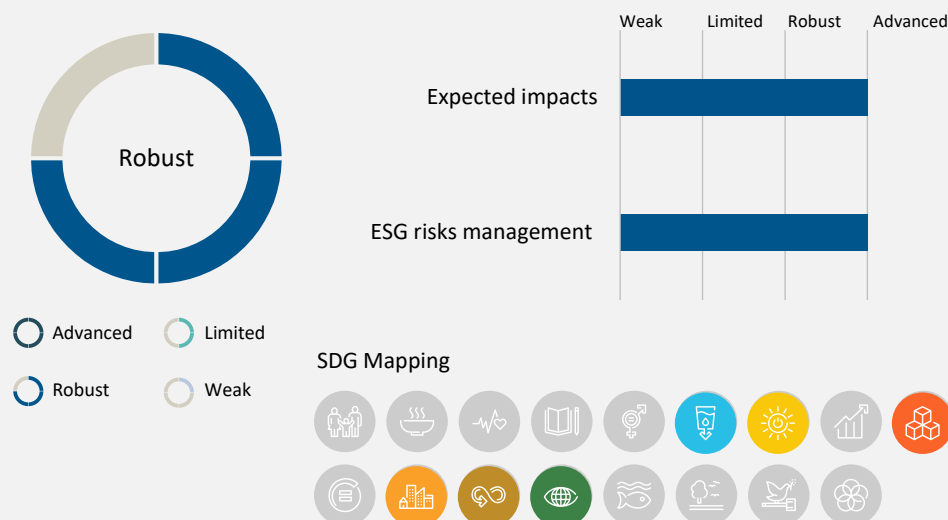 Weak Limited Robust Advanced
Expected impacts
Robust
ESG risks management
Advanced Limited
Robust Weak
SDG Mapping